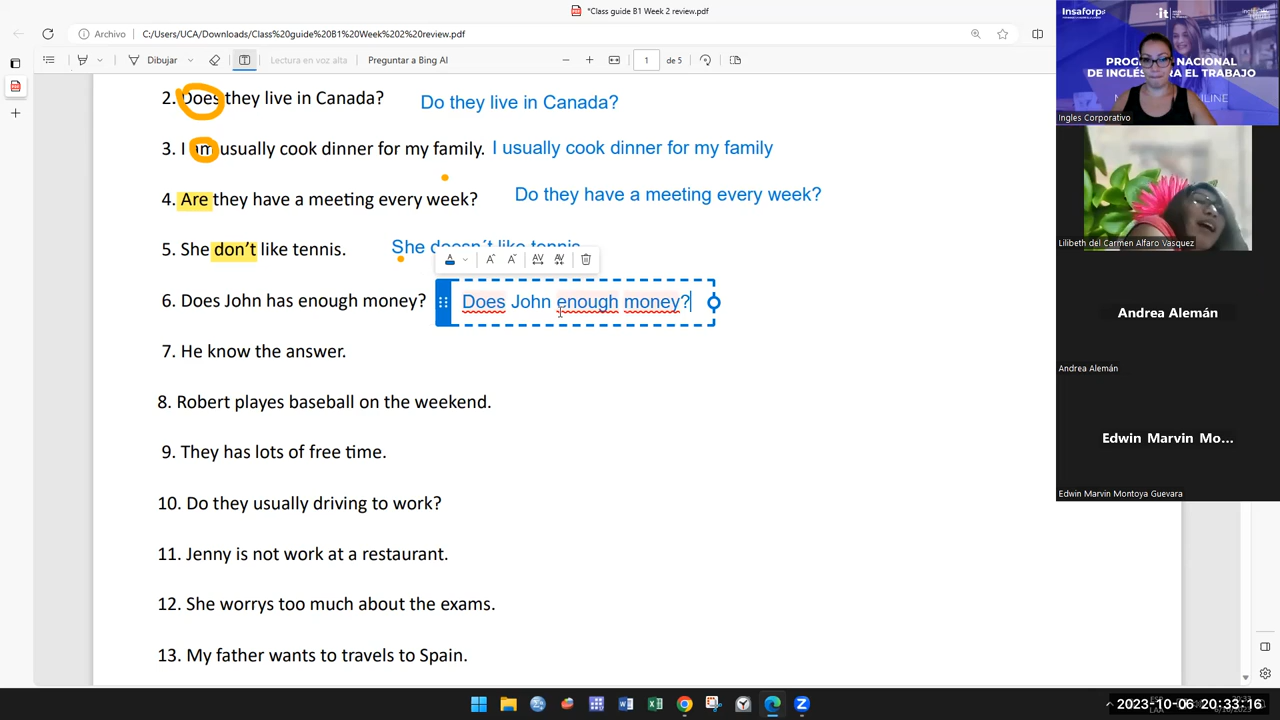 *Class guide B1 Week 2 review.pdf
Archivo C:/Users/UCA/Downloads/Class%20guide%20B1%20Week%202%20review.pdf
Dibujar Lectura en voz alta Preguntar a Bing AI 1 de 5
2. Does they live in Canada? Do they live in Canada?
3. I am usually cook dinner for my family. I usually cook dinner for my family
4. Are they have a meeting every week? Do they have a meeting every week?
5. She don't like tennis. She doesn´t like tennis
6. Does John has enough money? Does John enough money?
7. He know the answer.
8. Robert playes baseball on the weekend.
9. They has lots of free time.
10. Do they usually driving to work?
11. Jenny is not work at a restaurant.
12. She worrys too much about the exams.
13. My father wants to travels to Spain.
Insaforp
Ingles Corporativo
Lilibeth del Carmen Alfaro Vasquez
Andrea Alemán
Andrea Alemán
Edwin Marvin Mo...
Edwin Marvin Montoya Guevara
2023-10-06 20:33:16